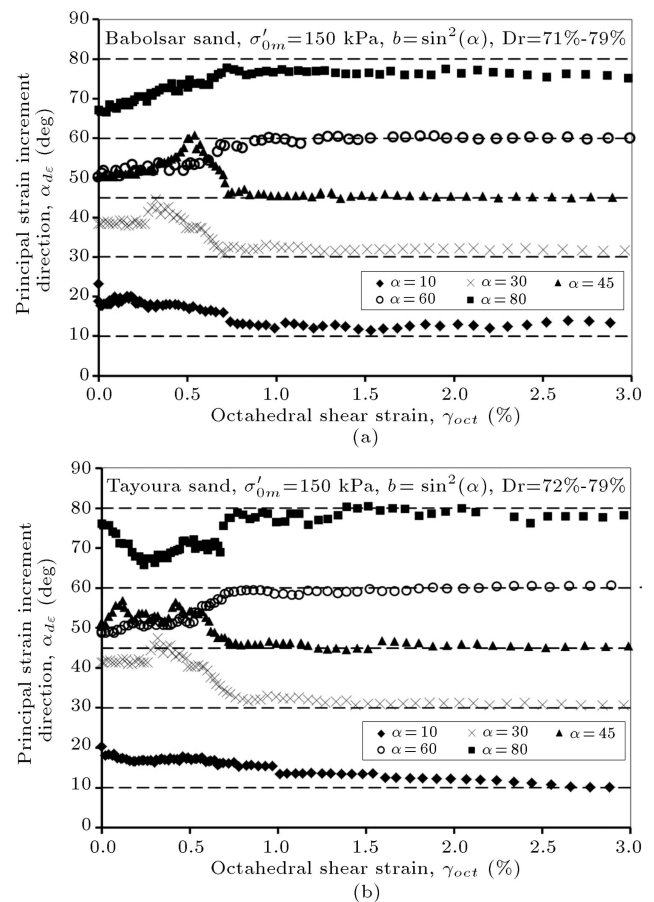 90
Babolsar sand, σ′0m=150 kPa, b=sin²(α), Dr=71%-79%
80
70
60
50
40
30
20
10
0
Principal strain increment
direction, αdε (deg)
α=10 α=30 α=45
α=60 α=80
0.0 0.5 1.0 1.5 2.0 2.5 3.0
Octahedral shear strain, γoct (%)
(a)
90
Tayoura sand, σ′0m=150 kPa, b=sin²(α), Dr=72%-79%
80
70
60
50
40
30
20
10
0
Principal strain increment
direction, αdε (deg)
α=10 α=30 α=45
α=60 α=80
0.0 0.5 1.0 1.5 2.0 2.5 3.0
Octahedral shear strain, γoct (%)
(b)